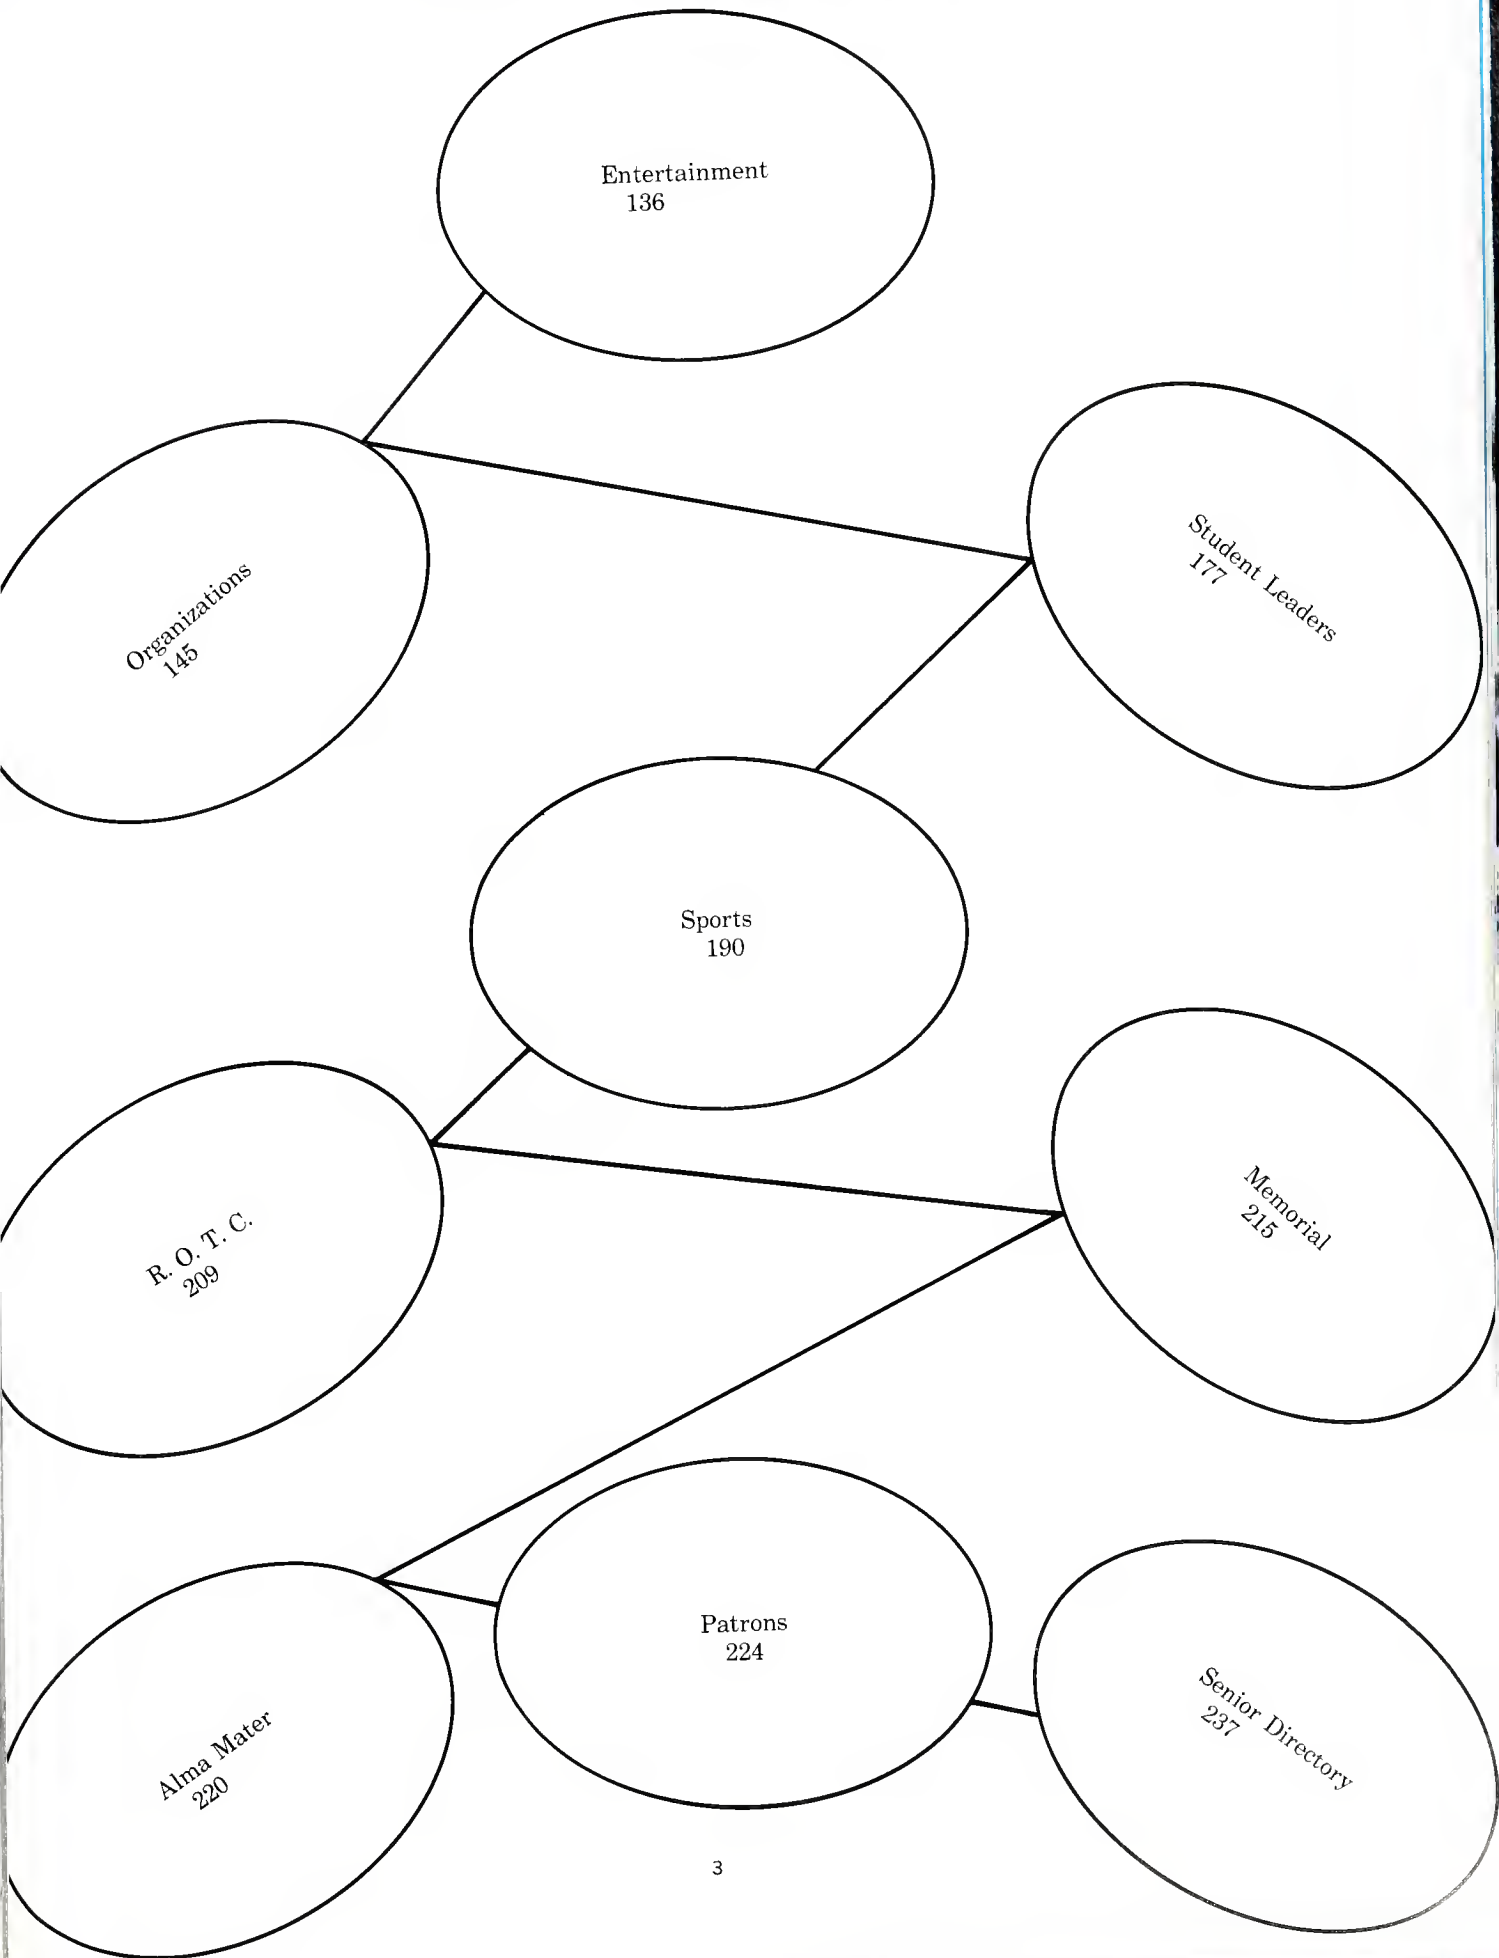 Entertainment
136
Organizations
145
Student Leaders
177
Sports
190
R. O. T. C.
209
Memorial
215
Alma Mater
220
Patrons
224
Senior Directory
237
3